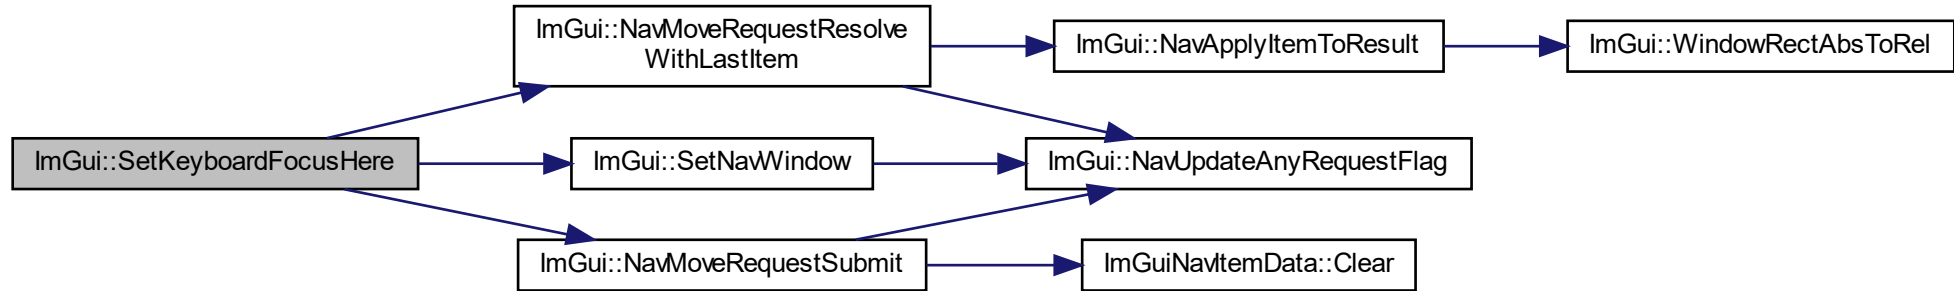 ImGui::NavMoveRequestResolve
WithLastItem
ImGui::NavApplyItemToResult
ImGui::WindowRectAbsToRel
ImGui::SetKeyboardFocusHere
ImGui::SetNavWindow
ImGui::NavUpdateAnyRequestFlag
ImGui::NavMoveRequestSubmit
ImGuiNavItemData::Clear